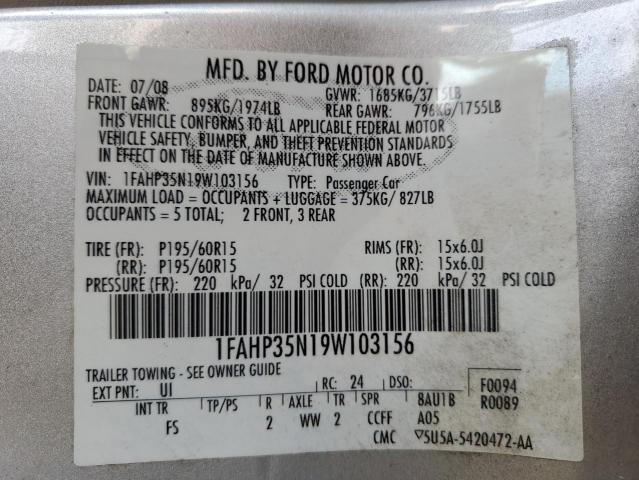 MFD. BY FORD MOTOR CO.
DATE: 07/08 GVWR: 1685KG/3715LB
FRONT GAWR: 895KG/1974LB REAR GAWR: 796KG/1755LB
THIS VEHICLE CONFORMS TO ALL APPLICABLE FEDERAL MOTOR
VEHICLE SAFETY, BUMPER, AND THEFT PREVENTION STANDARDS
IN EFFECT ON THE DATE OF MANUFACTURE SHOWN ABOVE.
VIN: 1FAHP35N19W103156 TYPE: Passenger Car
MAXIMUM LOAD = OCCUPANTS + LUGGAGE = 375KG/ 827LB
OCCUPANTS = 5 TOTAL; 2 FRONT, 3 REAR
TIRE (FR): P195/60R15 RIMS (FR): 15x6.0J
(RR): P195/60R15 (RR): 15x6.0J
PRESSURE (FR): 220 kPa/ 32 PSI COLD (RR): 220 kPa/ 32 PSI COLD
1FAHP35N19W103156
TRAILER TOWING - SEE OWNER GUIDE
EXT PNT: UI RC: 24 DSO: F0094
INT TR TP/PS R AXLE TR SPR 8AU1B R0089
FS 2 WW 2 CCFF A05
CMC ▽5U5A-5420472-AA